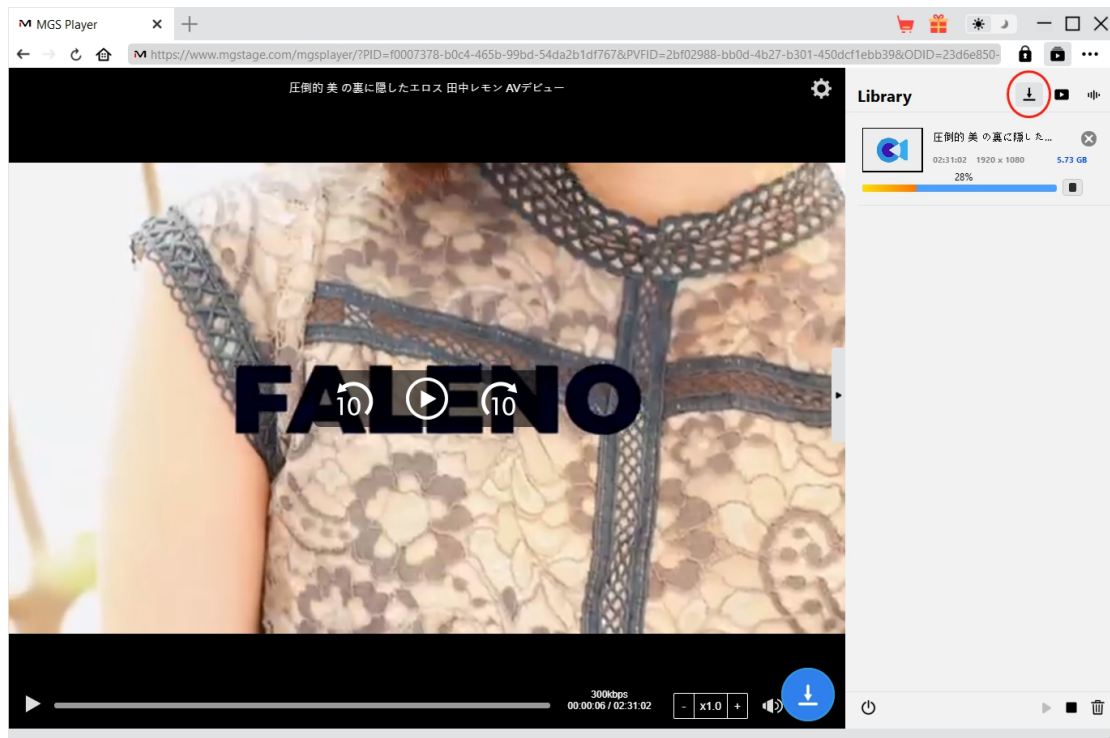 MGS Player
https://www.mgstage.com/mgsplayer/?PID=f0007378-b0c4-465b-99bd-54da2b1df767&PVFID=2bf02988-bb0d-4b27-b301-450dcf1ebb39&ODID=23d6e850-
圧倒的 美 の裏に隠したエロス 田中レモン AVデビュー
Library
圧倒的 美 の裏に隠した...
02:31:02 1920 x 1080 5.73 GB
28%
FALENO
10
10
300kbps
00:00:06 / 02:31:02
- x1.0 +